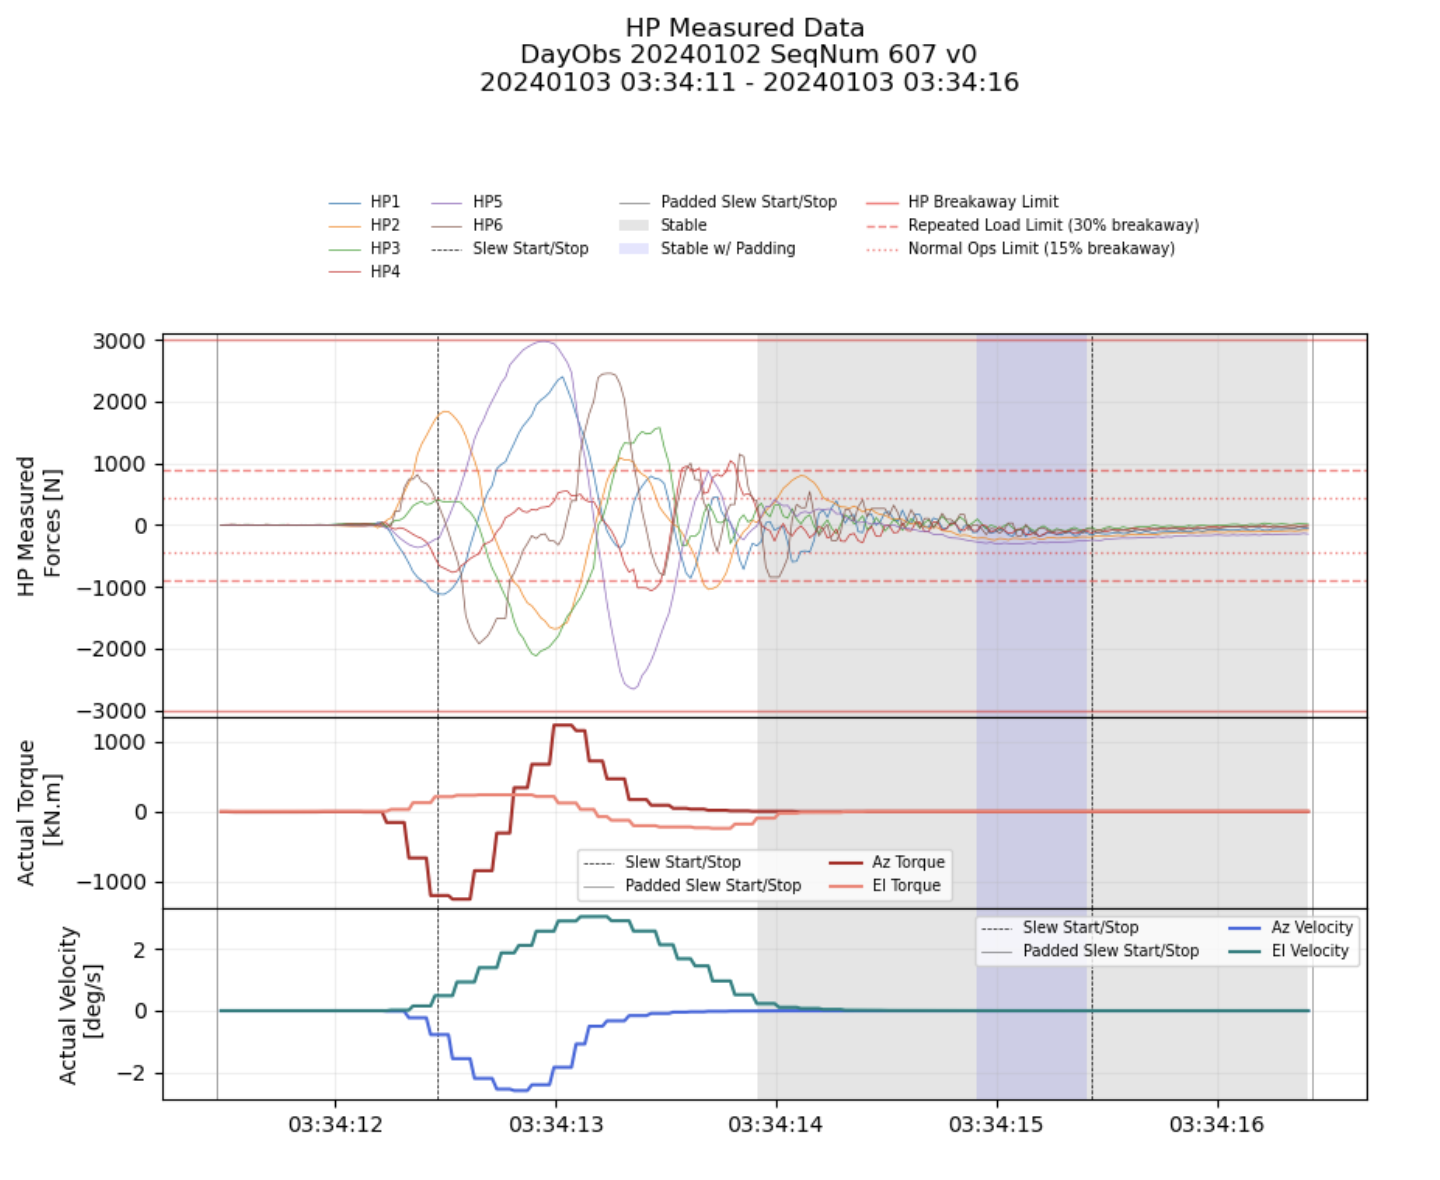 HP Measured Data
DayObs 20240102 SeqNum 607 v0
20240103 03:34:11 - 20240103 03:34:16
HP1
HP2
HP3
HP4
HP5
HP6
Slew Start/Stop
Padded Slew Start/Stop
Stable
Stable w/ Padding
HP Breakaway Limit
Repeated Load Limit (30% breakaway)
Normal Ops Limit (15% breakaway)
HP Measured
Forces [N]
3000
2000
1000
0
−1000
−2000
−3000
Actual Torque
[kN.m]
1000
0
−1000
Slew Start/Stop
Padded Slew Start/Stop
Az Torque
El Torque
Actual Velocity
[deg/s]
2
0
−2
Slew Start/Stop
Padded Slew Start/Stop
Az Velocity
El Velocity
03:34:12
03:34:13
03:34:14
03:34:15
03:34:16